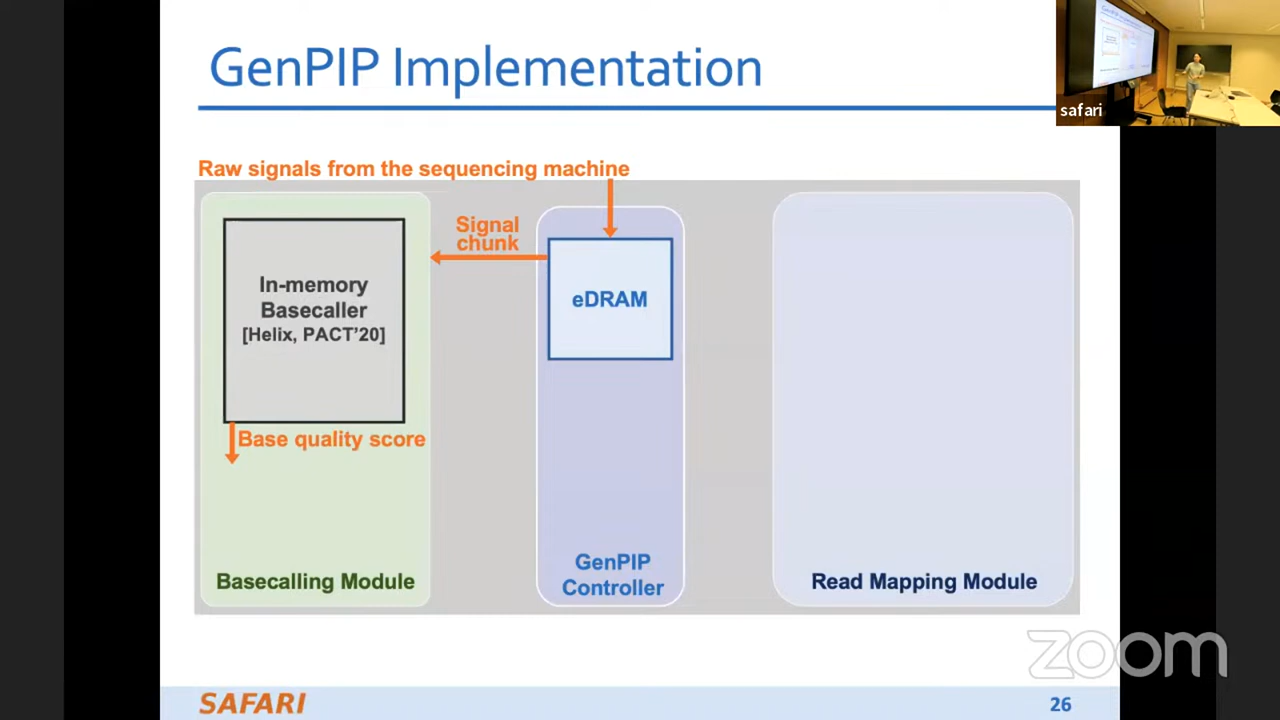 GenPIP Implementation
safari
Raw signals from the sequencing machine
Signal
chunk
In-memory
Basecaller
[Helix, PACT'20]
eDRAM
Base quality score
Basecalling Module
GenPIP
Controller
Read Mapping Module
zoom
SAFARI
26